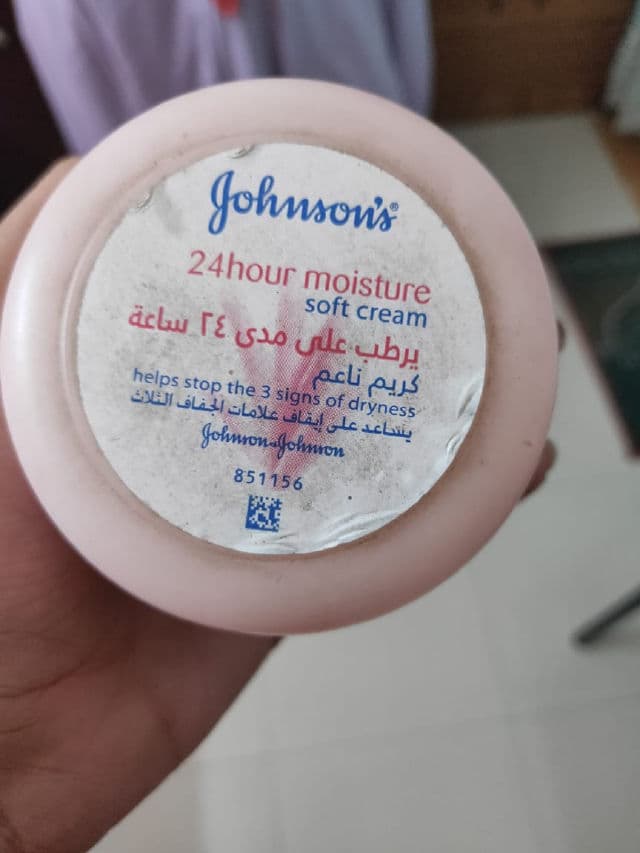 Johnson's®
24hour moisture
soft cream
يرطب على مدى ٢٤ ساعة
كريم ناعم
helps stop the 3 signs of dryness
يساعد على إيقاف علامات الجفاف الثلاث
Johnson & Johnson
851156